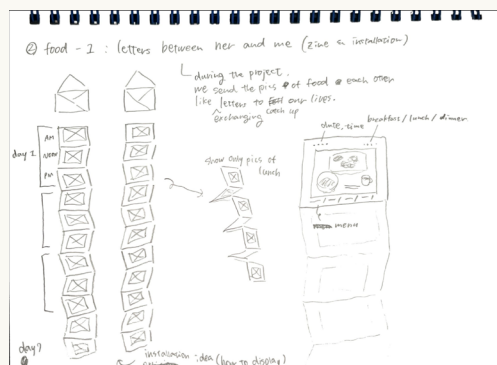 ② food - 1 : letters between her and me (zine & installation)
during the project,
we send the pics of food each other
like letters to catch up our lives.
exchanging
date, time
breakfast / lunch / dinner
day 1
AM
NOON
PM
show only pics of
lunch
menu
day 7
installation idea (how to display)